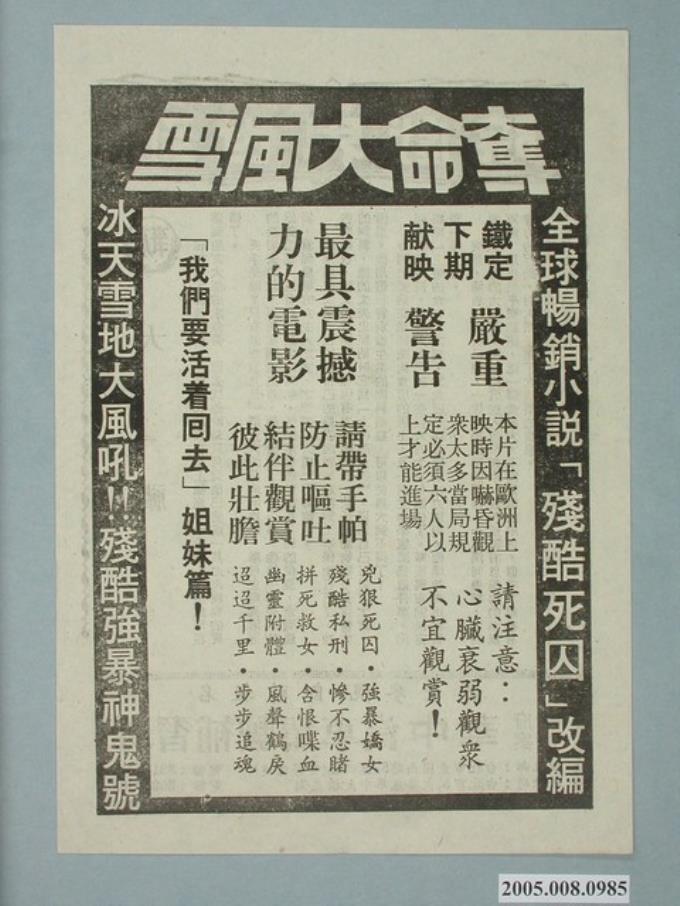 奪命大風雪
全球暢銷小説「殘酷死囚」改編
鐵定
下期
献映
嚴重
警告
本片在歐洲上
映時因嚇昏觀
衆太多當局規
定必須六人以
上才能進場
請注意：
心臟衰弱觀衆
不宜觀賞！
最具震撼
力的電影
請帶手帕
防止嘔吐
結伴觀賞
彼此壯膽
兇狠死囚·強暴嬌女
殘酷私刑·慘不忍睹
拼死救女·含恨喋血
幽靈附體·風聲鶴戾
迢迢千里·步步追魂
「我們要活着囘去」姐妹篇！
冰天雪地大風吼!!殘酷強暴神鬼號
2005.008.0985